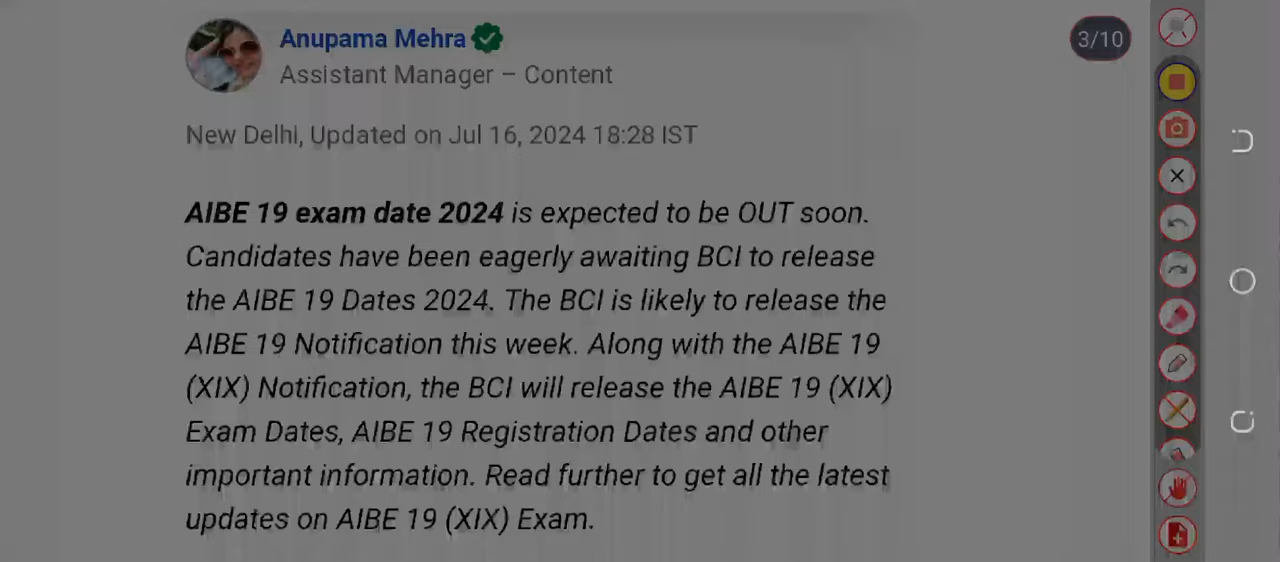 Anupama Mehra
3/10
Assistant Manager – Content
New Delhi, Updated on Jul 16, 2024 18:28 IST
AIBE 19 exam date 2024 is expected to be OUT soon.
Candidates have been eagerly awaiting BCI to release
the AIBE 19 Dates 2024. The BCI is likely to release the
AIBE 19 Notification this week. Along with the AIBE 19
(XIX) Notification, the BCI will release the AIBE 19 (XIX)
Exam Dates, AIBE 19 Registration Dates and other
important information. Read further to get all the latest
updates on AIBE 19 (XIX) Exam.